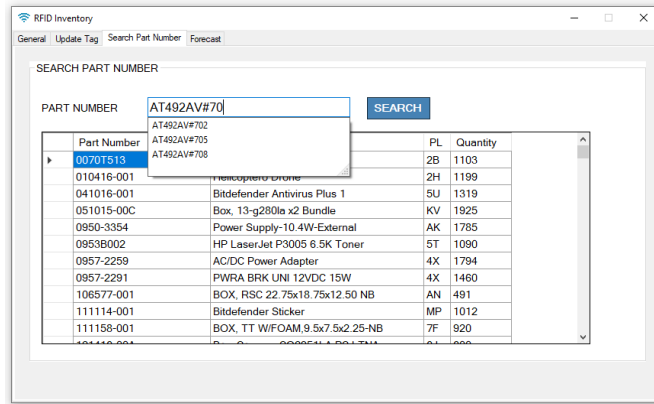 RFID Inventory
General Update Tag Search Part Number Forecast
SEARCH PART NUMBER
PART NUMBER AT492AV#70 SEARCH
AT492AV#702
AT492AV#705
AT492AV#708
Part Number PL Quantity
0070T513 2B 1103
010416-001 Helicoptero Drone 2H 1199
041016-001 Bitdefender Antivirus Plus 1 5U 1319
051015-00C Box, 13-g280la x2 Bundle KV 1925
0950-3354 Power Supply-10.4W-External AK 1785
0953B002 HP LaserJet P3005 6.5K Toner 5T 1090
0957-2259 AC/DC Power Adapter 4X 1794
0957-2291 PWRA BRK UNI 12VDC 15W 4X 1460
106577-001 BOX, RSC 22.75x18.75x12.50 NB AN 491
111114-001 Bitdefender Sticker MP 1012
111158-001 BOX, TT W/FOAM,9.5x7.5x2.25-NB 7F 920